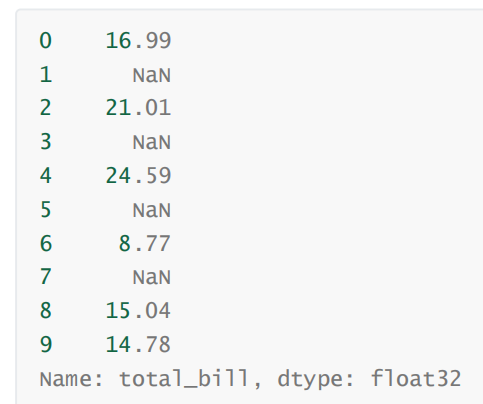 0    16.99
1      NaN
2    21.01
3      NaN
4    24.59
5      NaN
6     8.77
7      NaN
8    15.04
9    14.78
Name: total_bill, dtype: float32